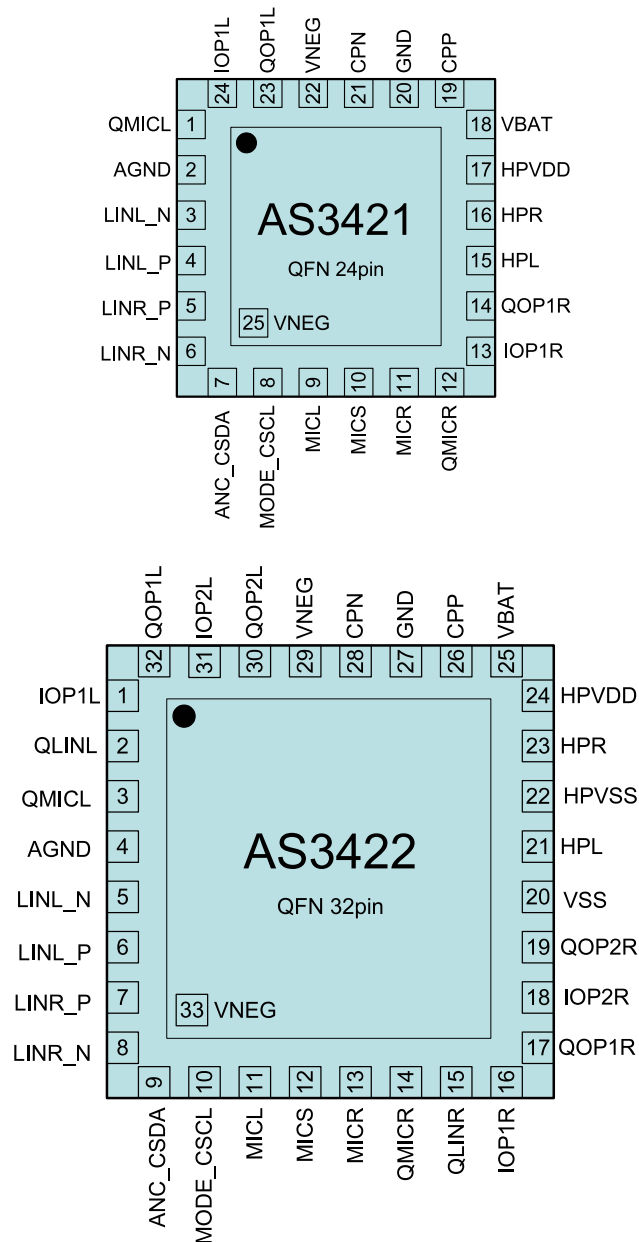 IOP1L QOP1L VNEG CPN GND CPP
24 23 22 21 20 19
QMICL 1 18 VBAT
AGND 2 17 HPVDD
LINL_N 3 16 HPR
LINL_P 4 15 HPL
LINR_P 5 14 QOP1R
LINR_N 6 13 IOP1R
AS3421
QFN 24pin
25 VNEG
7 8 9 10 11 12
ANC_CSDA MODE_CSCL MICL MICS MICR QMICR
QOP1L IOP2L QOP2L VNEG CPN GND CPP VBAT
32 31 30 29 28 27 26 25
IOP1L 1 24 HPVDD
QLINL 2 23 HPR
QMICL 3 22 HPVSS
AGND 4 21 HPL
LINL_N 5 20 VSS
LINL_P 6 19 QOP2R
LINR_P 7 18 IOP2R
LINR_N 8 17 QOP1R
AS3422
QFN 32pin
33 VNEG
9 10 11 12 13 14 15 16
ANC_CSDA MODE_CSCL MICL MICS MICR QMICR QLINR IOP1R